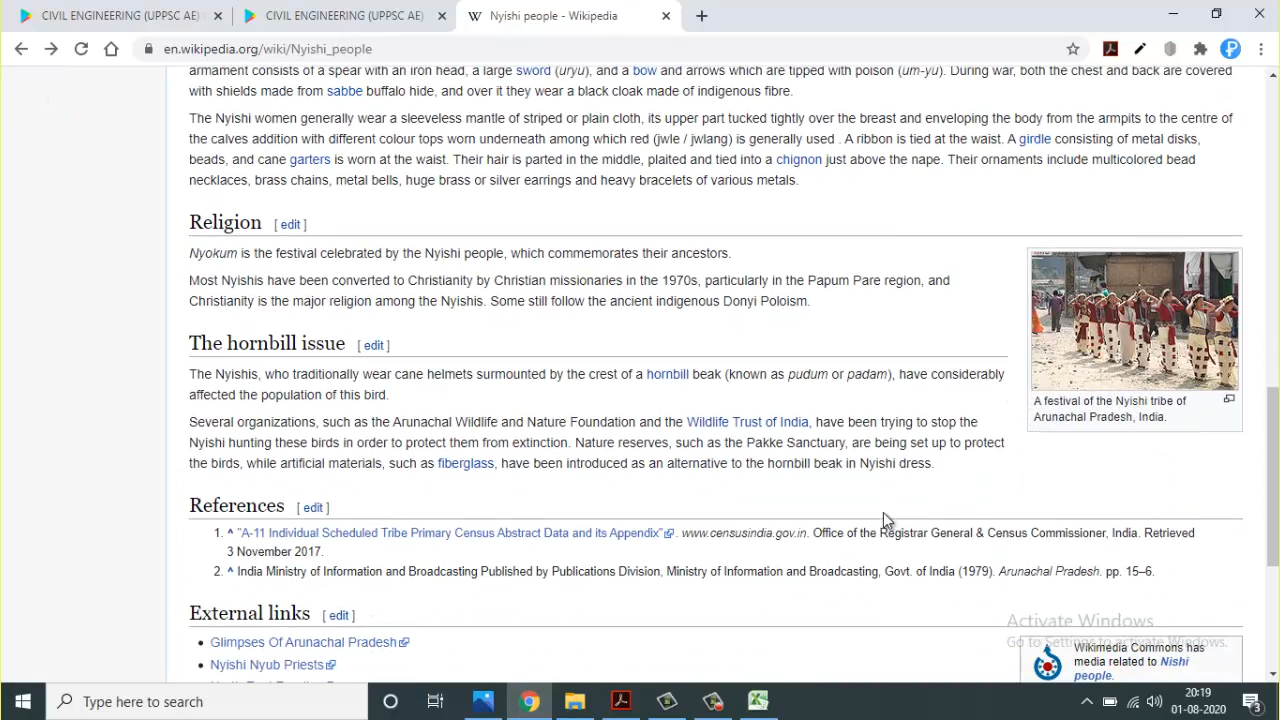 CIVIL ENGINEERING (UPPSC AE)
CIVIL ENGINEERING (UPPSC AE)
Nyishi people - Wikipedia
en.wikipedia.org/wiki/Nyishi_people
armament consists of a spear with an iron head, a large sword (uryu), and a bow and arrows which are tipped with poison (um-yu). During war, both the chest and back are covered
with shields made from sabbe buffalo hide, and over it they wear a black cloak made of indigenous fibre.
The Nyishi women generally wear a sleeveless mantle of striped or plain cloth, its upper part tucked tightly over the breast and enveloping the body from the armpits to the centre of
the calves addition with different colour tops worn underneath among which red (jwle / jwlang) is generally used . A ribbon is tied at the waist. A girdle consisting of metal disks,
beads, and cane garters is worn at the waist. Their hair is parted in the middle, plaited and tied into a chignon just above the nape. Their ornaments include multicolored bead
necklaces, brass chains, metal bells, huge brass or silver earrings and heavy bracelets of various metals.
Religion [ edit ]
Nyokum is the festival celebrated by the Nyishi people, which commemorates their ancestors.
Most Nyishis have been converted to Christianity by Christian missionaries in the 1970s, particularly in the Papum Pare region, and
Christianity is the major religion among the Nyishis. Some still follow the ancient indigenous Donyi Poloism.
The hornbill issue [ edit ]
The Nyishis, who traditionally wear cane helmets surmounted by the crest of a hornbill beak (known as pudum or padam), have considerably
affected the population of this bird.
Several organizations, such as the Arunachal Wildlife and Nature Foundation and the Wildlife Trust of India, have been trying to stop the
Nyishi hunting these birds in order to protect them from extinction. Nature reserves, such as the Pakke Sanctuary, are being set up to protect
the birds, while artificial materials, such as fiberglass, have been introduced as an alternative to the hornbill beak in Nyishi dress.
A festival of the Nyishi tribe of
Arunachal Pradesh, India.
References [ edit ]
1. ^ "A-11 Individual Scheduled Tribe Primary Census Abstract Data and its Appendix". www.censusindia.gov.in. Office of the Registrar General & Census Commissioner, India. Retrieved
3 November 2017.
2. ^ India Ministry of Information and Broadcasting Published by Publications Division, Ministry of Information and Broadcasting, Govt. of India (1979). Arunachal Pradesh. pp. 15–6.
External links [ edit ]
• Glimpses Of Arunachal Pradesh
• Nyishi Nyub Priests
Activate Windows
Go to Settings to activate Windows.
Wikimedia Commons has
media related to Nishi
people.
Type here to search
20:19
01-08-2020
3